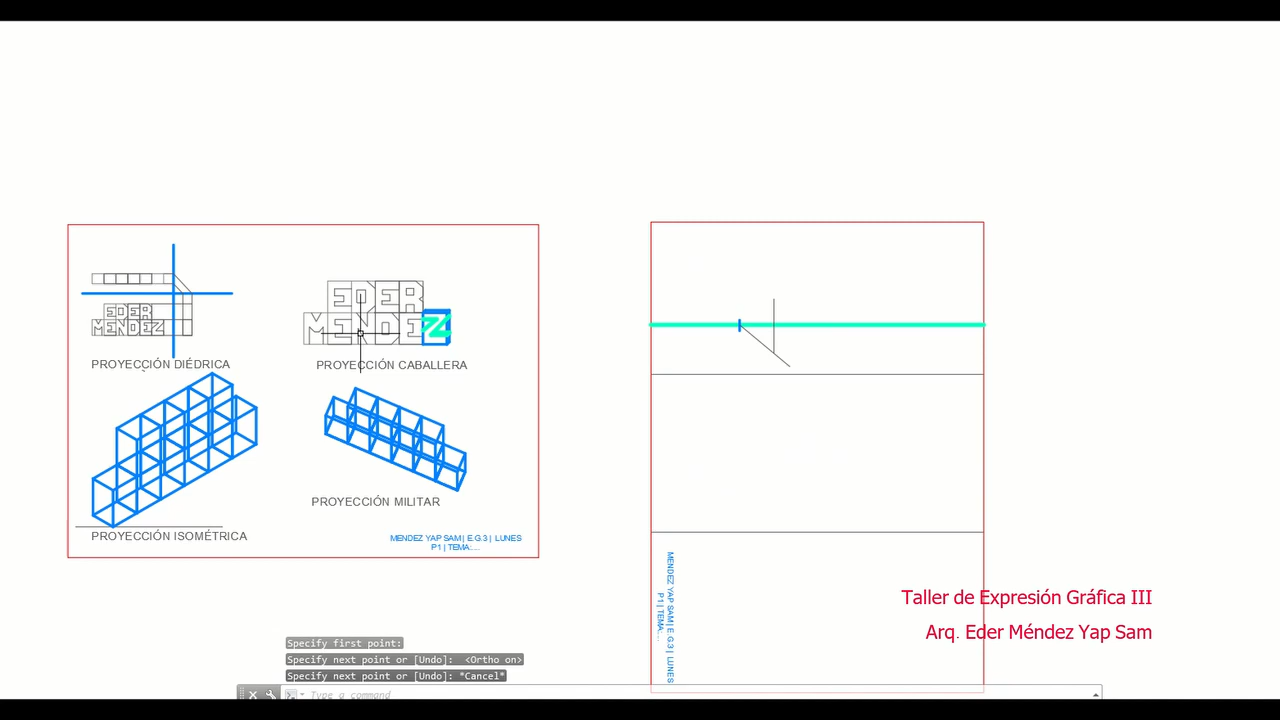 EDER
MENDEZ
PROYECCIÓN DIÉDRICA
EDER
MENDEZ
PROYECCIÓN CABALLERA
PROYECCIÓN ISOMÉTRICA
PROYECCIÓN MILITAR
MENDEZ YAP SAM| E.G.3 | LUNES
P1 | TEMA:...
MENDEZ YAP SAM| E.G.3 | LUNES
P1 | TEMA:...
Taller de Expresión Gráfica III
Arq. Eder Méndez Yap Sam
Specify first point:
Specify next point or [Undo]:  <Ortho on>
Specify next point or [Undo]: *Cancel*
Type a command